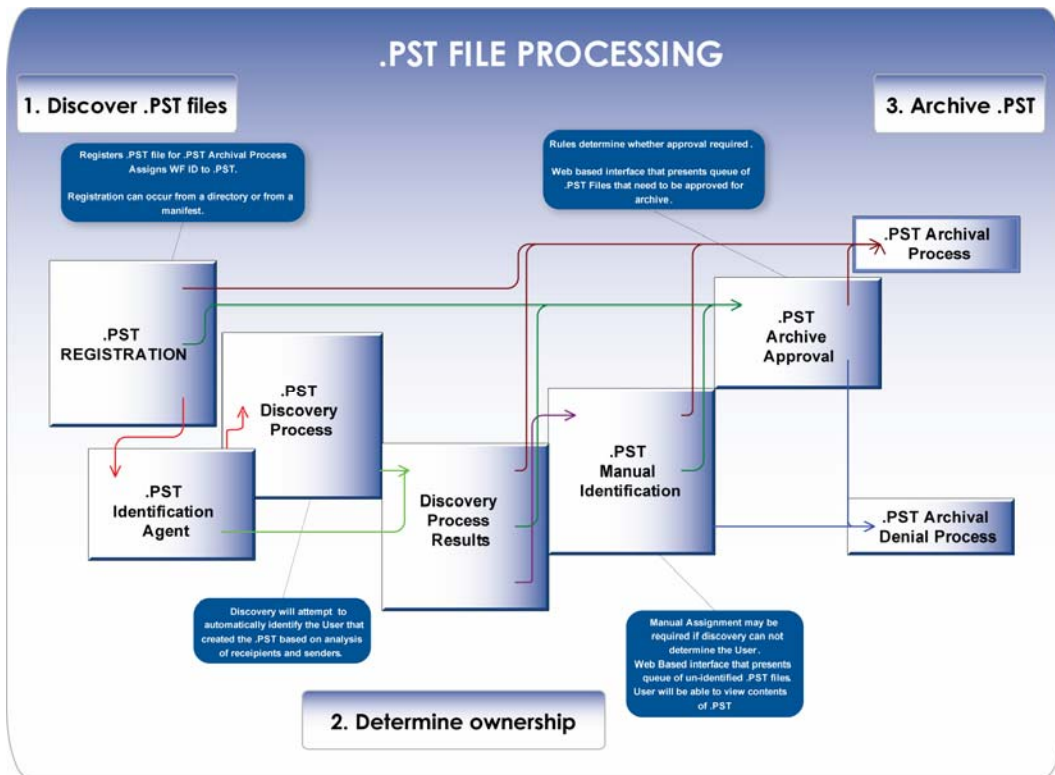 .PST FILE PROCESSING
1. Discover .PST files
3. Archive .PST
Registers .PST file for .PST Archival Process
Assigns WF ID to .PST.
Registration can occur from a directory or from a
manifest.
Rules determine whether approval required .
Web based interface that presents queue of
.PST Files that need to be approved for
archive .
.PST Archival
Process
.PST
REGISTRATION
.PST
Archive
Approval
.PST
Discovery
Process
.PST
Manual
Identification
.PST
Identification
Agent
Discovery
Process
Results
.PST Archival
Denial Process
Discovery will attempt to
automatically identify the User that
created the .PST based on analysis
of receipients and senders.
Manual Assignment may be
required if discovery can not
determine the User .
Web Based interface that presents
queue of un-identified .PST files.
User will be able to view contents
of .PST
2. Determine ownership